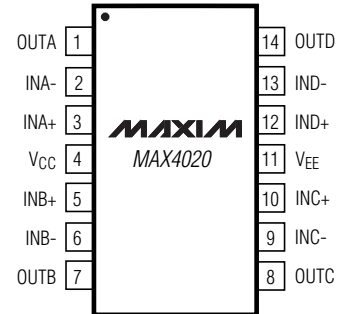 OUTA 1 14 OUTD
INA- 2 13 IND-
INA+ 3 MAXIM 12 IND+
VCC 4 MAX4020 11 VEE
INB+ 5 10 INC+
INB- 6 9 INC-
OUTB 7 8 OUTC